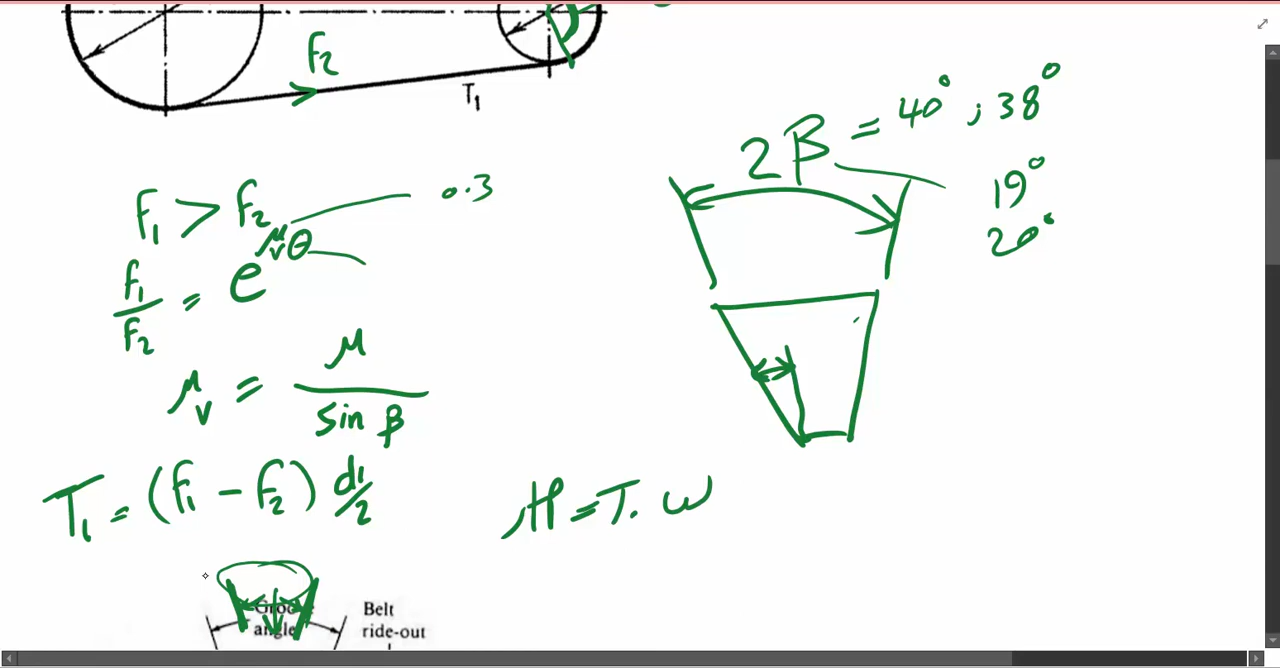 F2
T1
2β = 40° ; 38°
19°
20°
F1 > F2
0.3
F1/F2 = e^μvθ
μv = μ / sin β
T1 = (F1 - F2) d1/2
H = T. ω
Groove
angle
Belt
ride-out